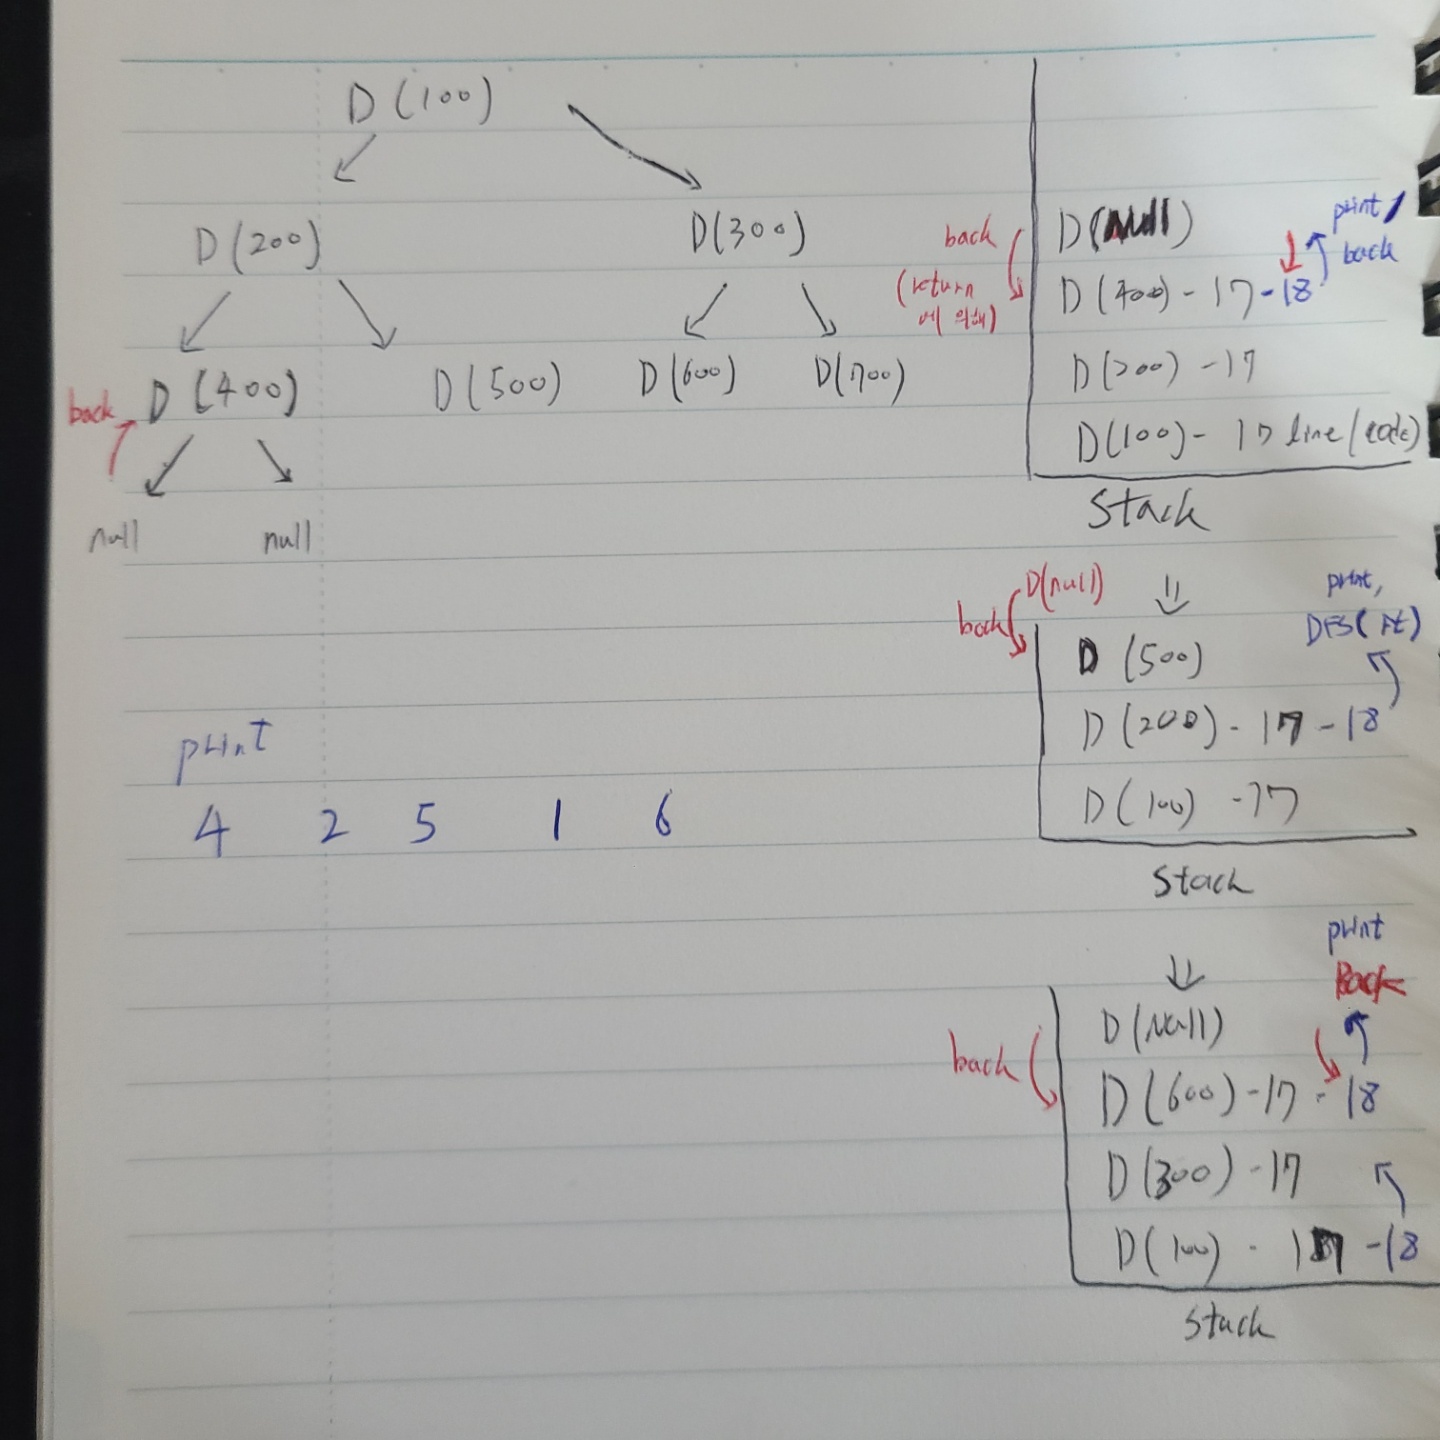 D(100)
D(200)
D(300)
D(400)
D(500)
D(600)
D(700)
back
null
null
print
4 2 5 1 6
print /
back
D(Null)
back
(return
에 의해)
D(400) - 17 - 18
D(200) - 17
D(100) - 17 line (code)
Stack
D(null)
back
print,
DFS( rt)
D (500)
D(200) - 17 - 18
D(100) - 17
Stack
print
Back
D(Null)
back
D(600) - 17 - 18
D(300) - 17
D(100) - 17 - 18
Stack